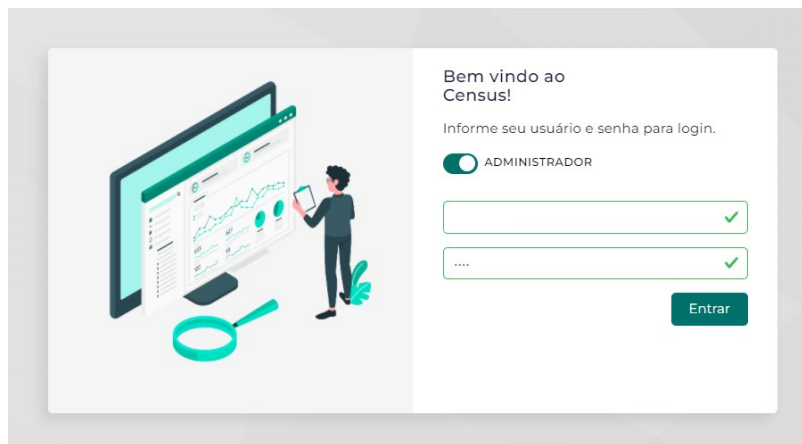 Bem vindo ao
Census!
Informe seu usuário e senha para login.
ADMINISTRADOR
....
Entrar